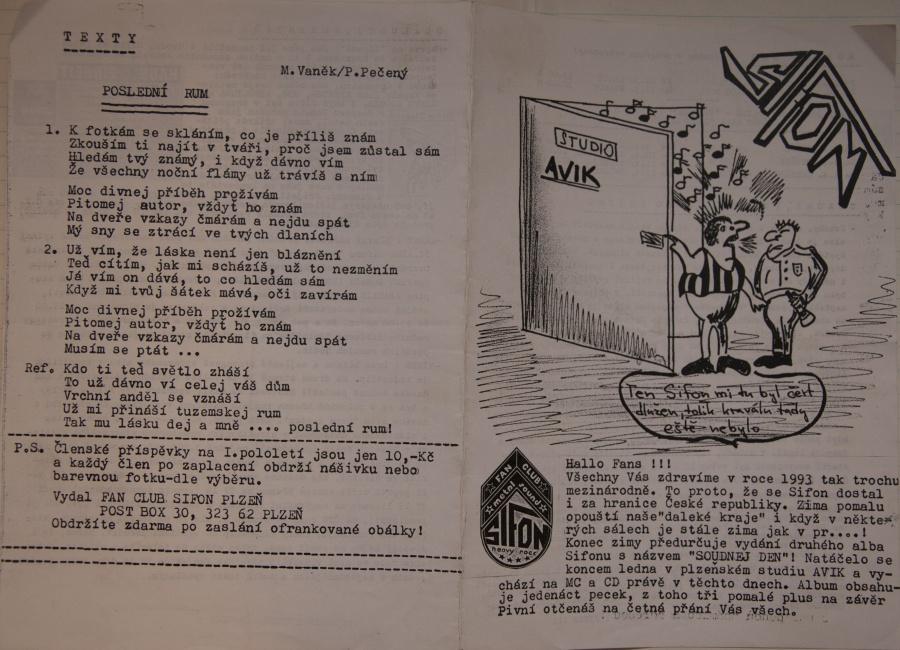 TEXTY
M.Vaněk/P.Pečený
POSLEDNÍ RUM
1. K fotkám se skláním, co je příliš znám
Zkouším ti najít v tváři, proč jsem zůstal sám
Hledám tvý známý, i když dávno vím
Že všechny noční flámy už trávíš s ním
Moc divnej příběh prožívám
Pitomej autor, vždyť ho znám
Na dveře vzkazy čmárám a nejdu spát
Mý sny se ztrácí ve tvých dlaních
2. Už vím, že láska není jen bláznění
Teď cítím, jak mi scházíš, už to nezměním
Já vím on dává, to co hledám sám
Když mi tvůj šátek mává, oči zavírám
Moc divnej příběh prožívám
Pitomej autor, vždyť ho znám
Na dveře vzkazy čmárám a nejdu spát
Musím se ptát ...
Ref. Kdo ti teď světlo zháší
To už dávno ví celej váš dům
Vrchní anděl se vznáší
Už mi přináší tuzemskej rum
Tak mu lásku dej a mně .... poslední rum!
P.S. Členské příspěvky na I.pololetí jsou jen 10,-Kč
a každý člen po zaplacení obdrží nášivku nebo
barevnou fotku-dle výběru.
Vydal FAN CLUB SIFON PLZEŇ
POST BOX 30, 323 62 PLZEŇ
Obdržíte zdarma po zaslání ofrankované obálky!
SIFON
STUDIO
AVIK
Ten Sifon mi tu byl čert
dlužen, tolik kraválu tady
eště nebylo
FAN CLUB
metal sound
SIFON
heavy rock
Hallo Fans !!!
Všechny Vás zdravíme v roce 1993 tak trochu
mezinárodně. To proto, že se Sifon dostal
i za hranice České republiky. Zima pomalu
opouští naše"daleké kraje" i když v někte-
rých sálech je stále zima jak v pr....!
Konec zimy předurčuje vydání druhého alba
Sifonu s názvem "SOUDNEJ DEN"! Natáčelo se
koncem ledna v plzeňském studiu AVIK a vy-
chází na MC a CD právě v těchto dnech. Album obsahu-
je jedenáct pecek, z toho tři pomalé plus na závěr
Pivní otčenáš na četná přání Vás všech.